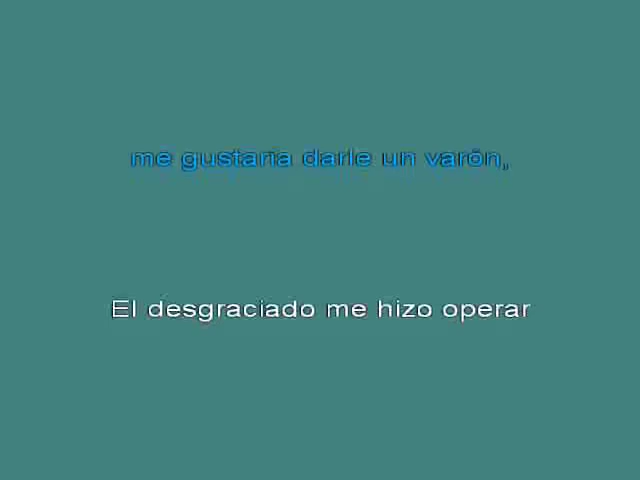 me gustaria darle un varón,
El desgraciado me hizo operar